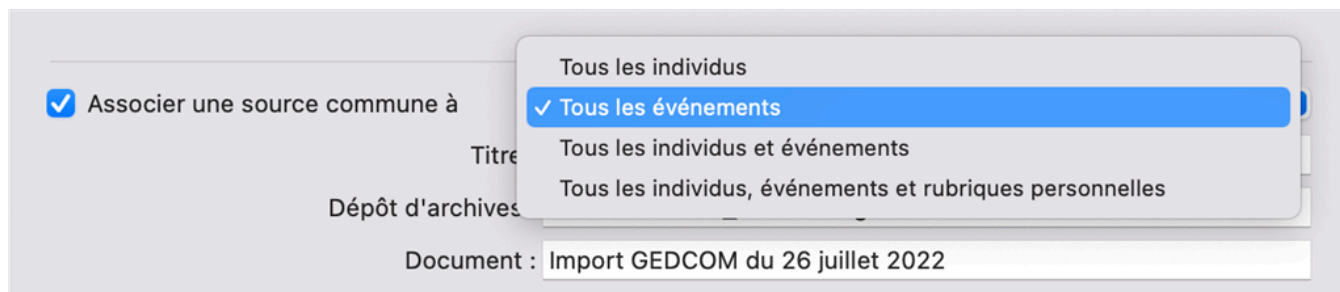 Tous les individus
Associer une source commune à
✓ Tous les événements
Titre
Tous les individus et événements
Tous les individus, événements et rubriques personnelles
Dépôt d'archives
Document : Import GEDCOM du 26 juillet 2022